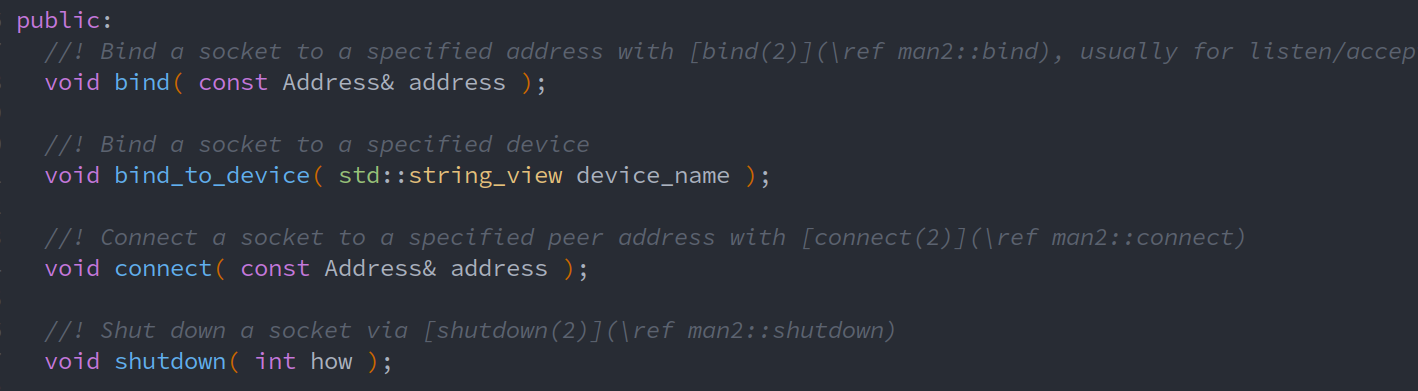 public:
//! Bind a socket to a specified address with [bind(2)](\ref man2::bind), usually for listen/accep
void bind( const Address& address );
//! Bind a socket to a specified device
void bind_to_device( std::string_view device_name );
//! Connect a socket to a specified peer address with [connect(2)](\ref man2::connect)
void connect( const Address& address );
//! Shut down a socket via [shutdown(2)](\ref man2::shutdown)
void shutdown( int how );